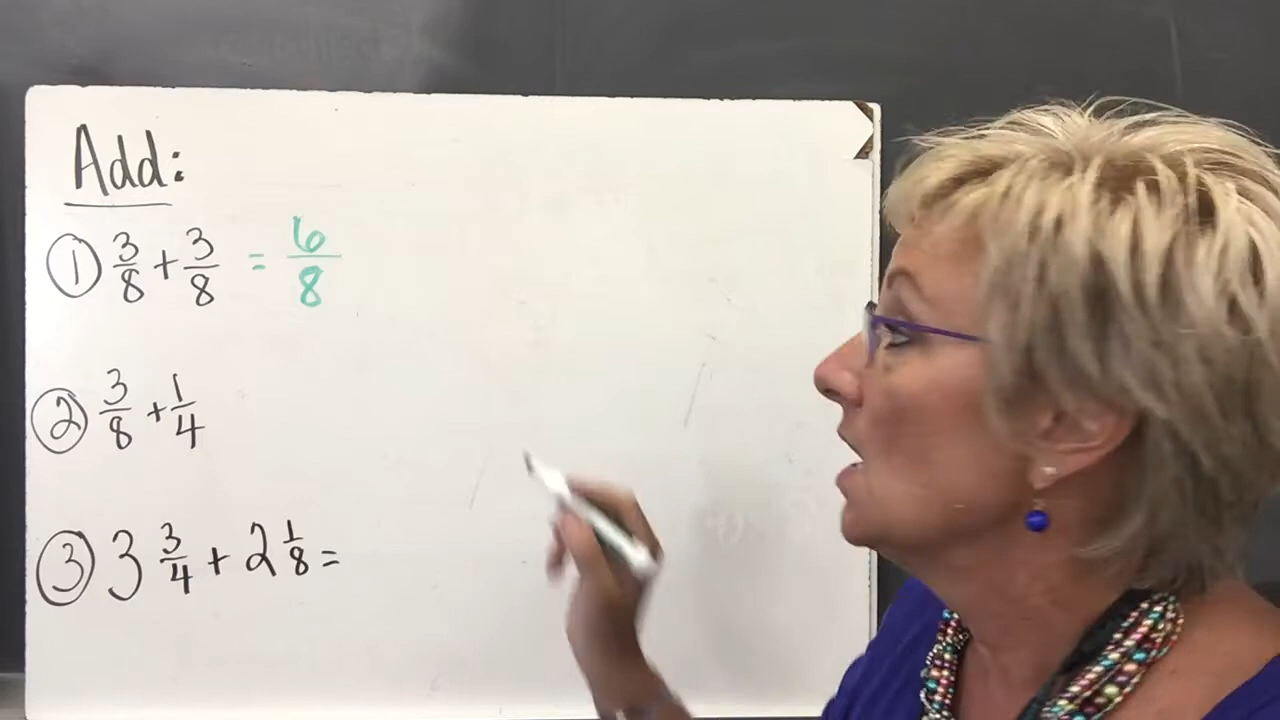 Add:
① 3/8 + 3/8 = 6/8
② 3/8 + 1/4
③ 3 3/4 + 2 1/8 =